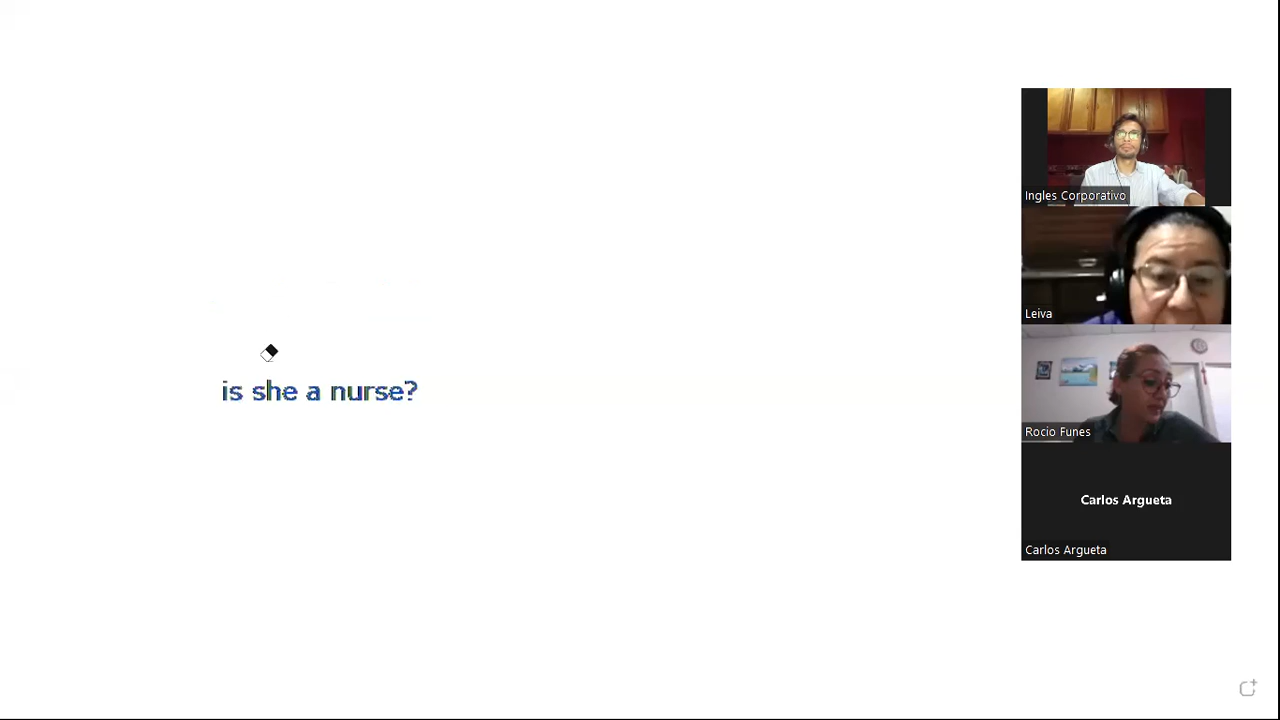 Ingles Corporativo
Leiva
is she a nurse?
Rocio Funes
Carlos Argueta
Carlos Argueta